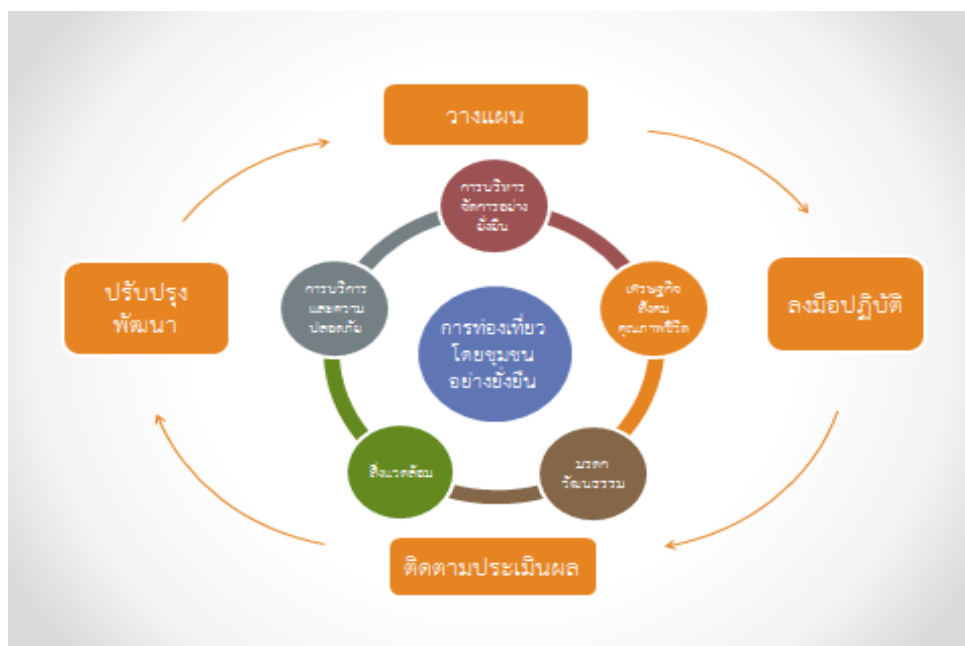 วางแผน
การบริหาร
จัดการอย่าง
ยั่งยืน
ปรับปรุง
พัฒนา
การบริการ
และความ
ปลอดภัย
การท่องเที่ยว
โดยชุมชน
อย่างยั่งยืน
เศรษฐกิจ
สังคม
คุณภาพชีวิต
ลงมือปฏิบัติ
สิ่งแวดล้อม
มรดก
วัฒนธรรม
ติดตามประเมินผล